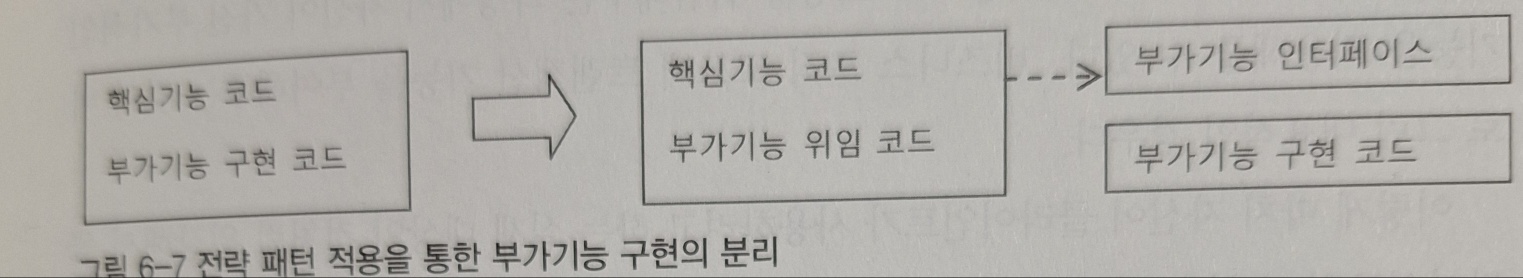 핵심기능 코드
부가기능 구현 코드
핵심기능 코드
부가기능 위임 코드
부가기능 인터페이스
부가기능 구현 코드
그림 6-7 전략 패턴 적용을 통한 부가기능 구현의 분리